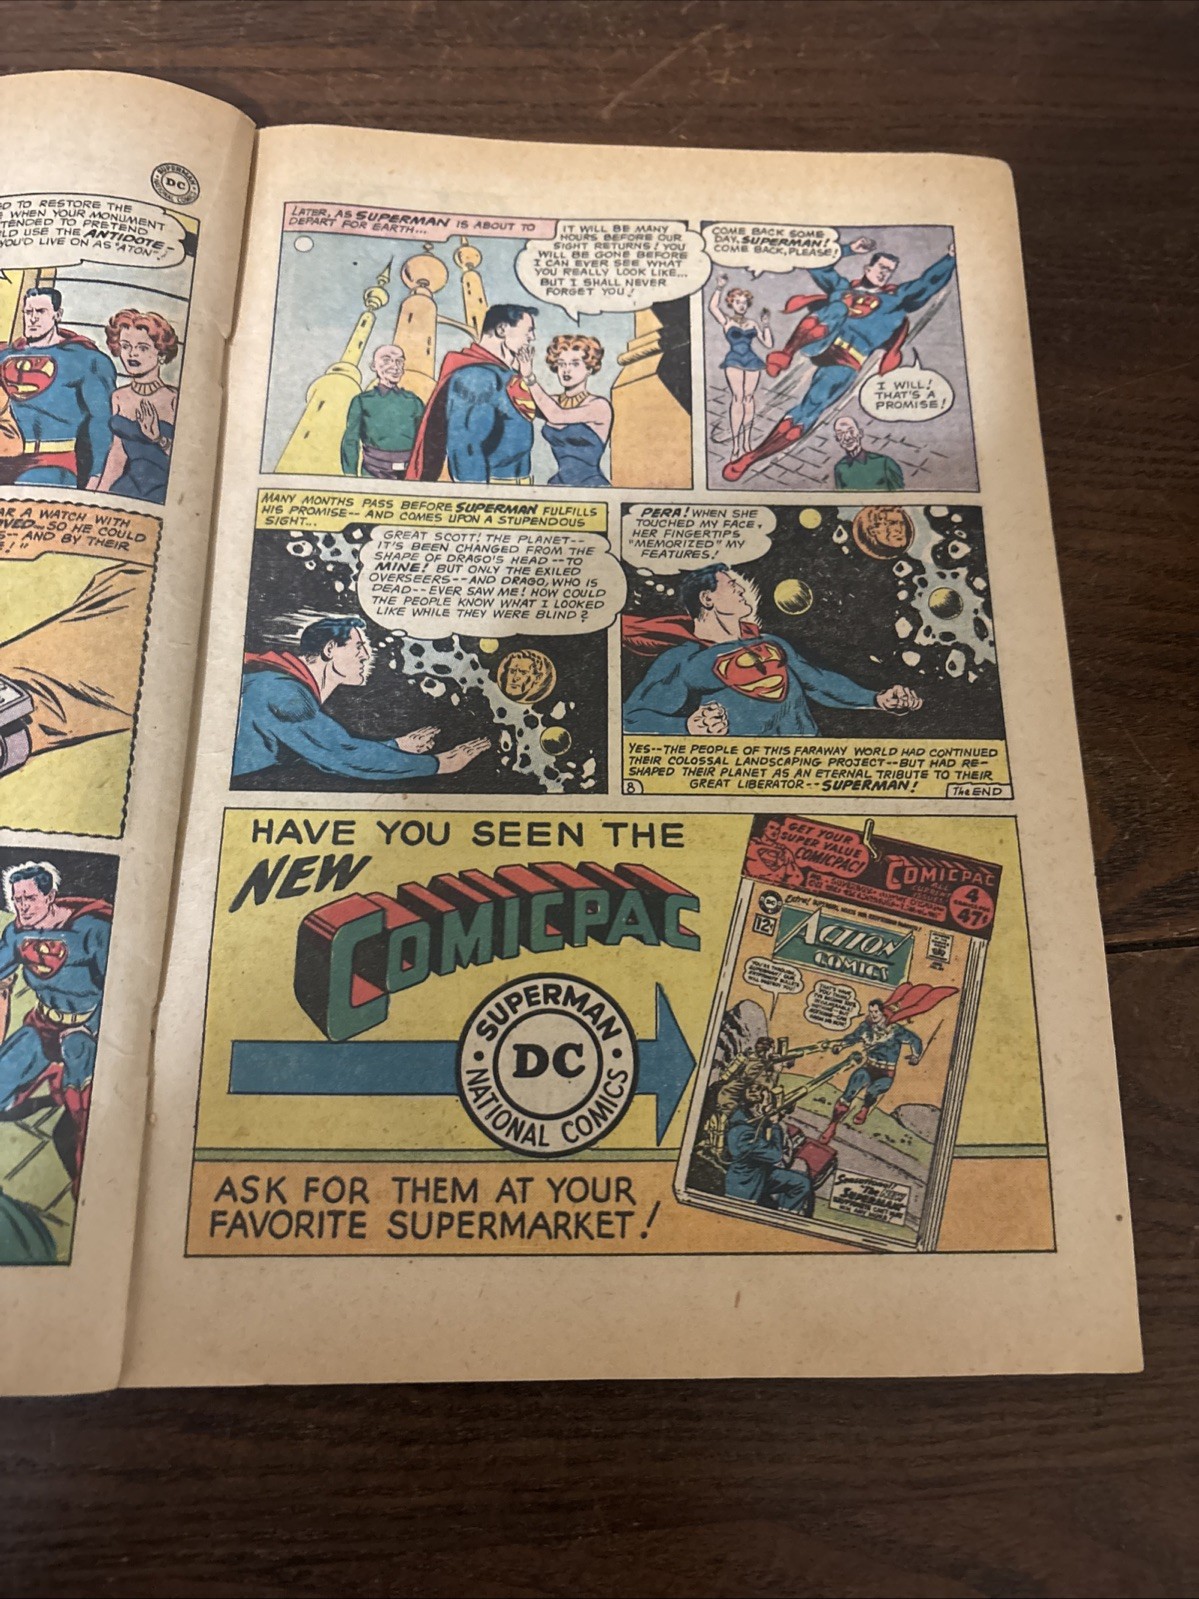 SUPERMAN
DC
NATIONAL COMICS
TO RESTORE THE
WHEN YOUR MONUMENT
TENDED TO PRETEND
LD USE THE ANTIDOTE--
YOU'D LIVE ON AS "ATON"!
AR A WATCH WITH
OVED...SO HE COULD
S-- AND BY THEIR
E!"
LATER, AS SUPERMAN IS ABOUT TO
DEPART FOR EARTH...
IT WILL BE MANY
HOURS BEFORE OUR
SIGHT RETURNS! YOU
WILL BE GONE BEFORE
I CAN EVER SEE WHAT
YOU REALLY LOOK LIKE...
BUT I SHALL NEVER
FORGET YOU!
COME BACK SOME
DAY, SUPERMAN!
COME BACK, PLEASE!
I WILL!
THAT'S A
PROMISE!
MANY MONTHS PASS BEFORE SUPERMAN FULFILLS
HIS PROMISE-- AND COMES UPON A STUPENDOUS
SIGHT...
GREAT SCOTT! THE PLANET--
IT'S BEEN CHANGED FROM THE
SHAPE OF DRAGO'S HEAD--TO
MINE! BUT ONLY THE EXILED
OVERSEERS--AND DRAGO, WHO IS
DEAD--EVER SAW ME! HOW COULD
THE PEOPLE KNOW WHAT I LOOKED
LIKE WHILE THEY WERE BLIND?
PERA! WHEN SHE
TOUCHED MY FACE,
HER FINGERTIPS
"MEMORIZED" MY
FEATURES!
YES--THE PEOPLE OF THIS FARAWAY WORLD HAD CONTINUED
THEIR COLOSSAL LANDSCAPING PROJECT--BUT HAD RE-
SHAPED THEIR PLANET AS AN ETERNAL TRIBUTE TO THEIR
GREAT LIBERATOR--SUPERMAN!
8
The END
HAVE YOU SEEN THE
NEW
COMICPAC
SUPERMAN
DC
NATIONAL COMICS
ASK FOR THEM AT YOUR
FAVORITE SUPERMARKET!
GET YOUR
SUPER VALUE
COMICPAC!
COMICPAC
4
47¢
12¢
ACTION
COMICS
"The
SUPERMAN"